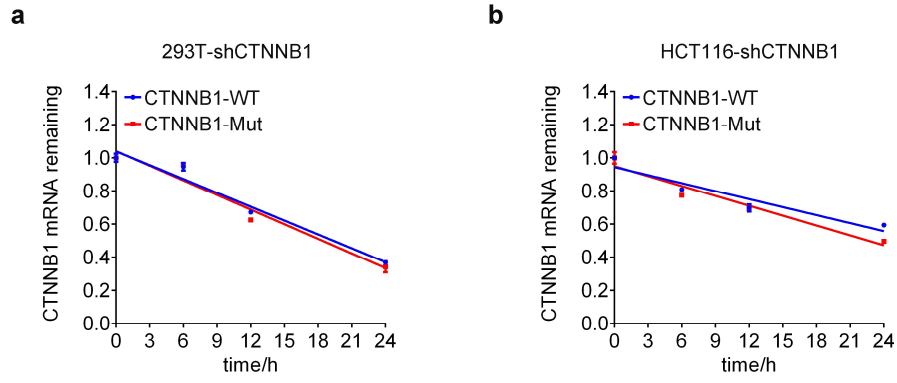 a
293T-shCTNNB1
CTNNB1 mRNA remaining
1.4
1.2
1.0
0.8
0.6
0.4
0.2
0.0
CTNNB1-WT
CTNNB1-Mut
0 3 6 9 12 15 18 21 24
time/h
b
HCT116-shCTNNB1
CTNNB1 mRNA remaining
1.4
1.2
1.0
0.8
0.6
0.4
0.2
0.0
CTNNB1-WT
CTNNB1-Mut
0 3 6 9 12 15 18 21 24
time/h